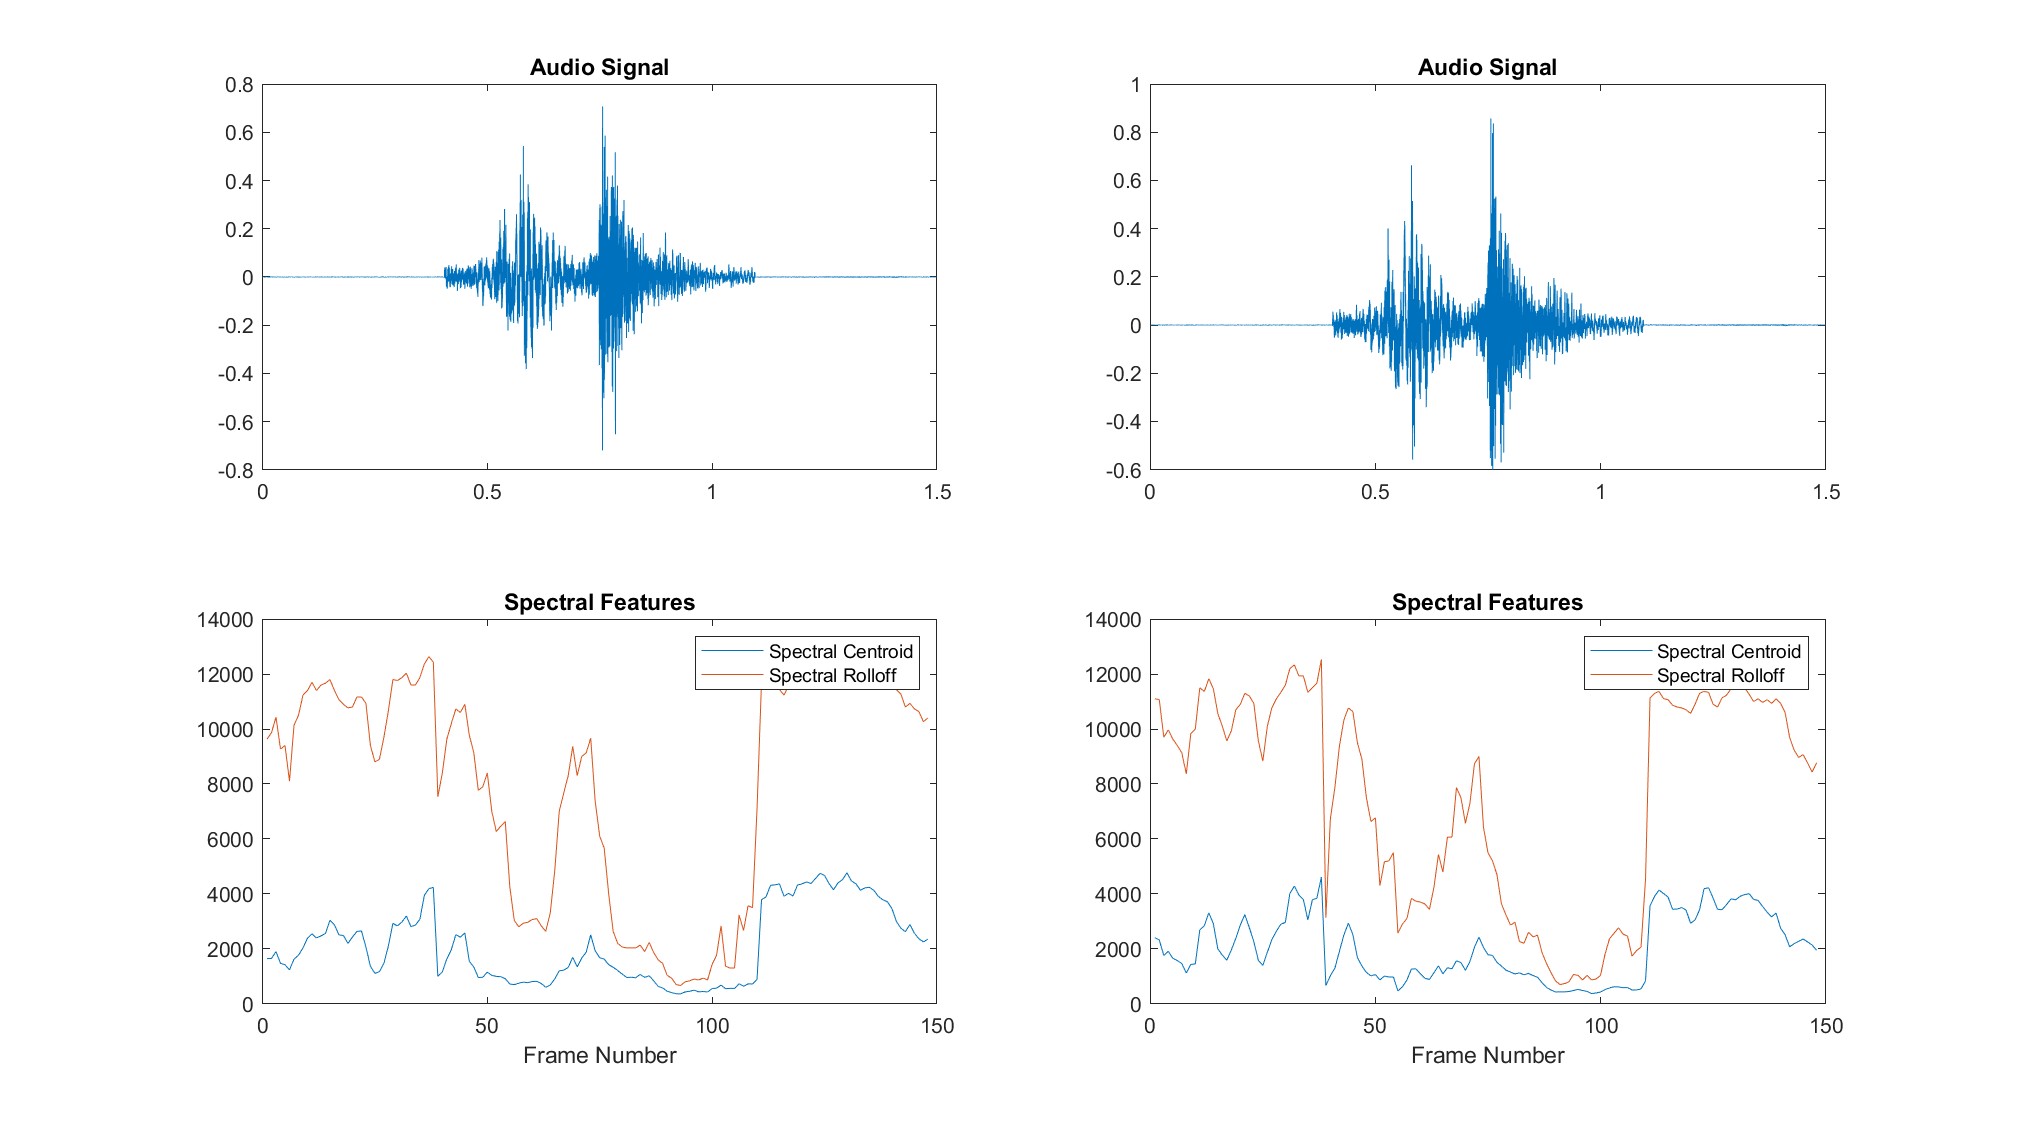 Audio Signal
0.8
0.6
0.4
0.2
0
-0.2
-0.4
-0.6
-0.8
0 0.5 1 1.5
Audio Signal
1
0.8
0.6
0.4
0.2
0
-0.2
-0.4
-0.6
0 0.5 1 1.5
Spectral Features
14000
12000
10000
8000
6000
4000
2000
0
Spectral Centroid
Spectral Rolloff
0 50 100 150
Frame Number
Spectral Features
14000
12000
10000
8000
6000
4000
2000
0
Spectral Centroid
Spectral Rolloff
0 50 100 150
Frame Number